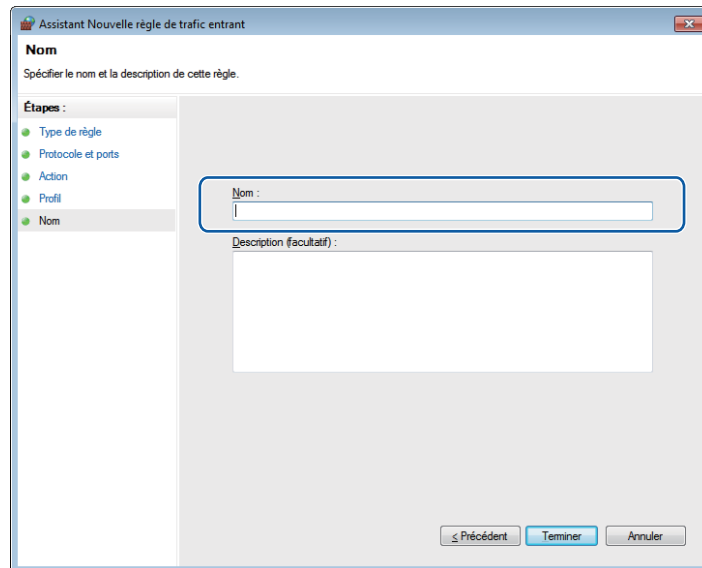 Assistant Nouvelle règle de trafic entrant
Nom
Spécifier le nom et la description de cette règle.
Étapes :
Type de règle
Protocole et ports
Action
Profil
Nom
Nom :
Description (facultatif) :
< Précédent
Terminer
Annuler